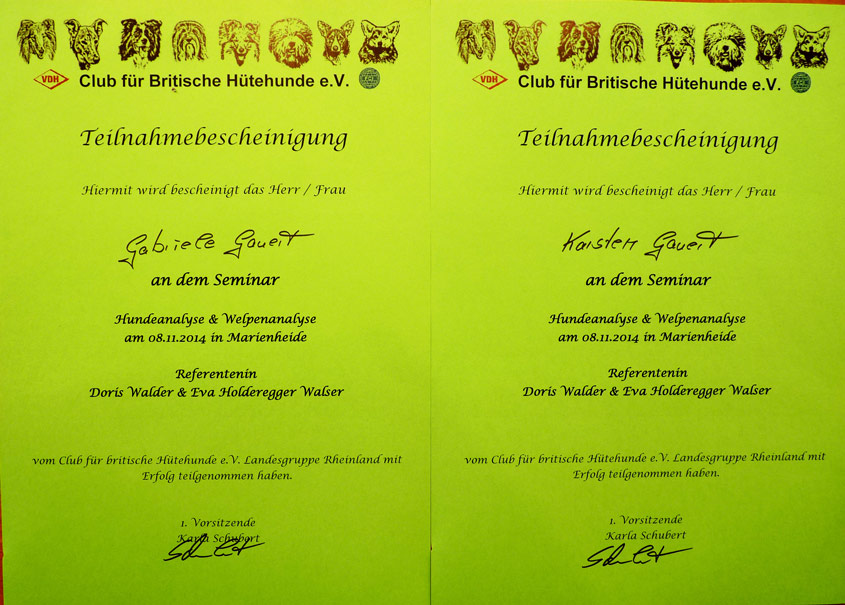 VDH Club für Britische Hütehunde e.V.
Teilnahmebescheinigung
Hiermit wird bescheinigt das Herr / Frau
Gabriele Gauert
an dem Seminar
Hundeanalyse & Welpenanalyse
am 08.11.2014 in Marienheide
Referentenin
Doris Walder & Eva Holderegger Walser
vom Club für britische Hütehunde e.V. Landesgruppe Rheinland mit
Erfolg teilgenommen haben.
1. Vorsitzende
Karla Schubert
VDH Club für Britische Hütehunde e.V.
Teilnahmebescheinigung
Hiermit wird bescheinigt das Herr / Frau
Karsten Gauert
an dem Seminar
Hundeanalyse & Welpenanalyse
am 08.11.2014 in Marienheide
Referentenin
Doris Walder & Eva Holderegger Walser
vom Club für britische Hütehunde e.V. Landesgruppe Rheinland mit
Erfolg teilgenommen haben.
1. Vorsitzende
Karla Schubert